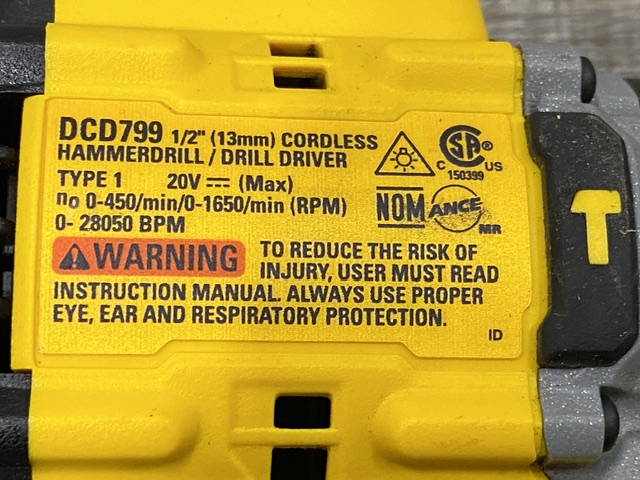 DCD799 1/2" (13mm) CORDLESS
HAMMERDRILL / DRILL DRIVER
TYPE 1 20V ⎓ (Max)
no 0-450/min/0-1650/min (RPM)
0- 28050 BPM
⚠WARNING TO REDUCE THE RISK OF
INJURY, USER MUST READ
INSTRUCTION MANUAL. ALWAYS USE PROPER
EYE, EAR AND RESPIRATORY PROTECTION.
C SA ® US
150399
NOM ANCE MR
ID